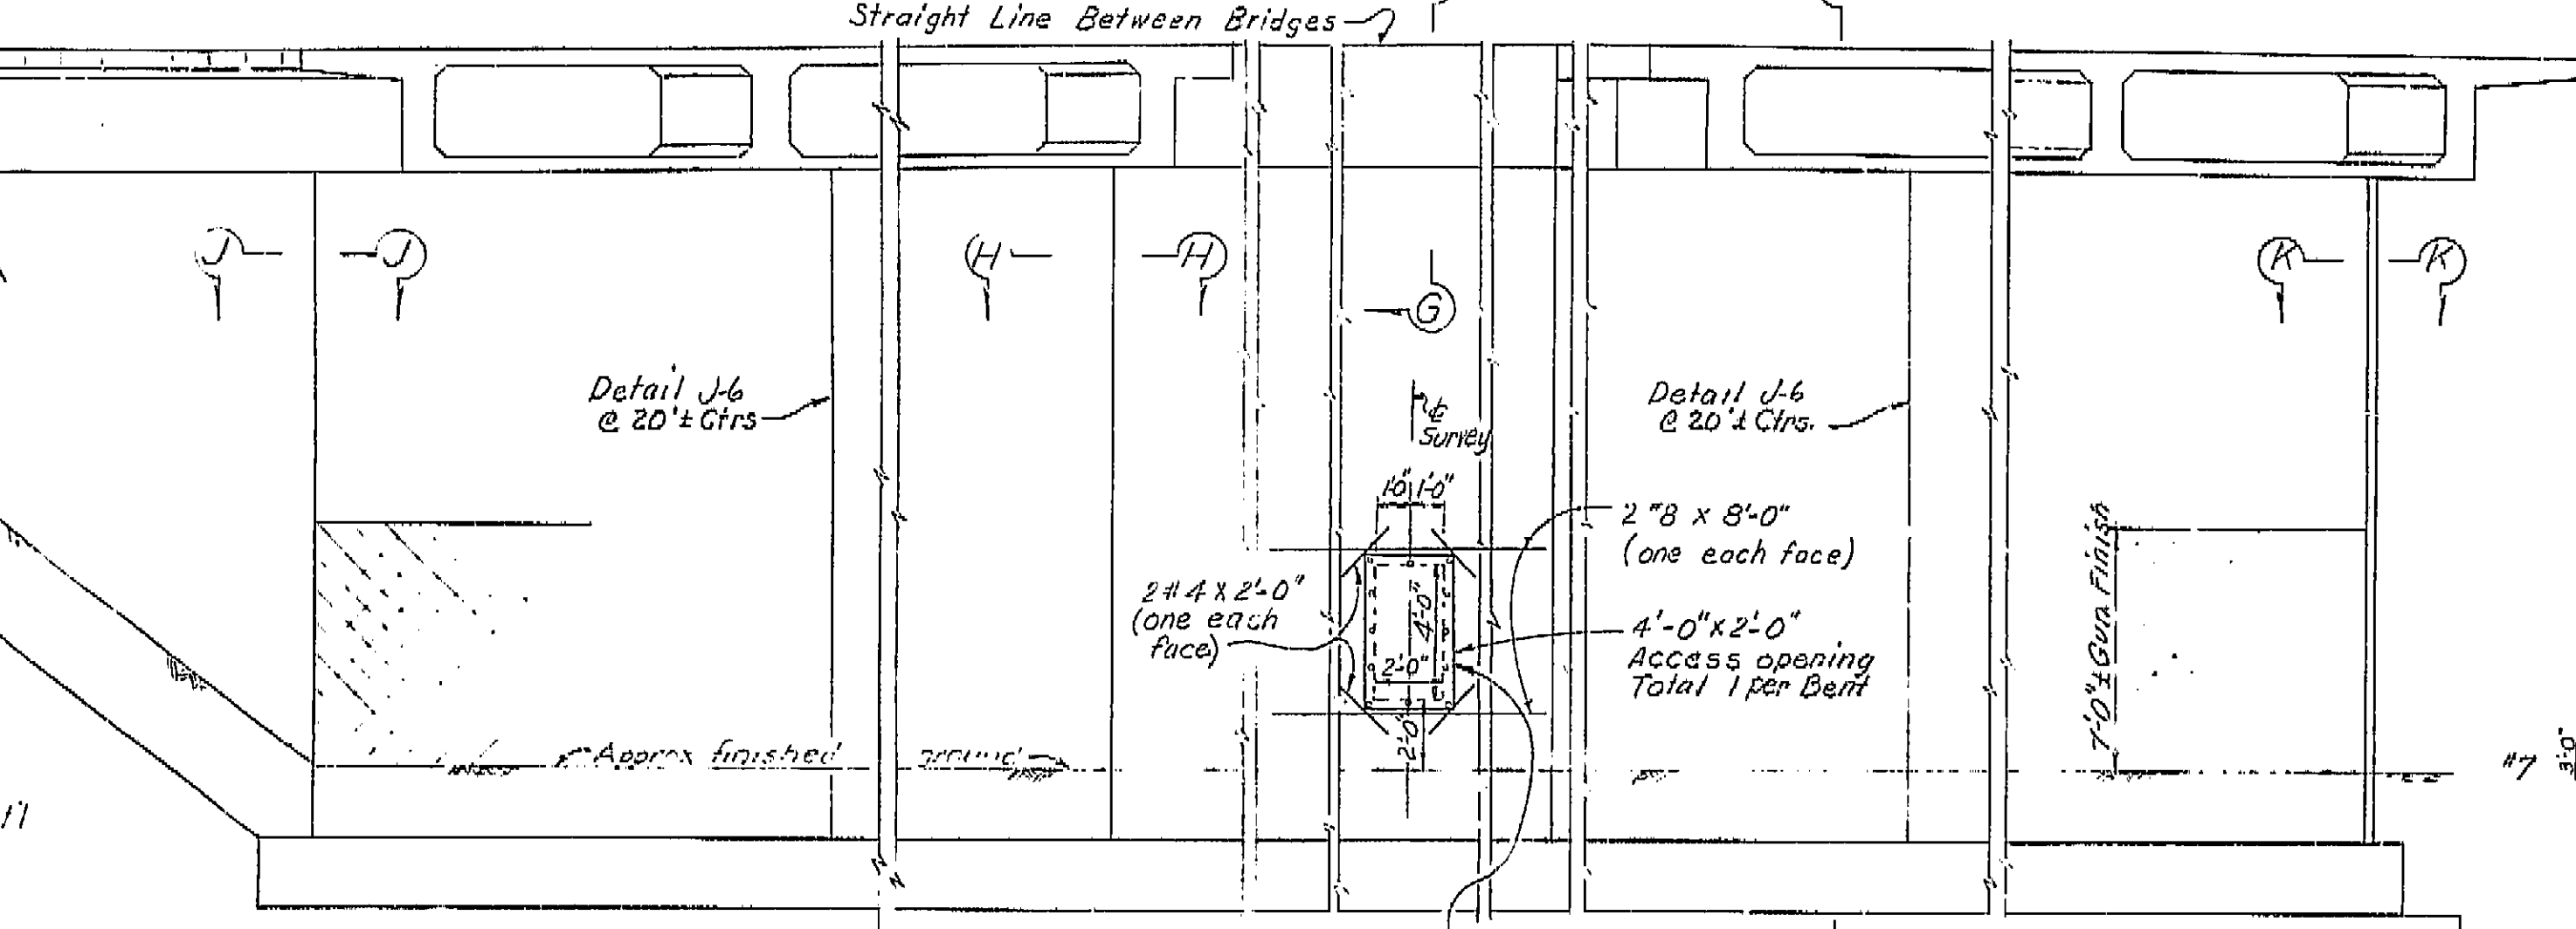 Straight Line Between Bridges
J J H H G K K
Detail J-6
@ 20'± Ctrs
℄
Survey
Detail J-6
@ 20'± Ctrs.
1'-0" 1'-0"
2 #8 x 8'-0"
(one each face)
2 #4 x 2'-0"
(one each
face)
4'-0"
2'-0"
4'-0" x 2'-0"
Access opening
Total 1 per Bent
2'-0"
7'-0"± Gun Finish
Approx finished ground
#7
3'-0"